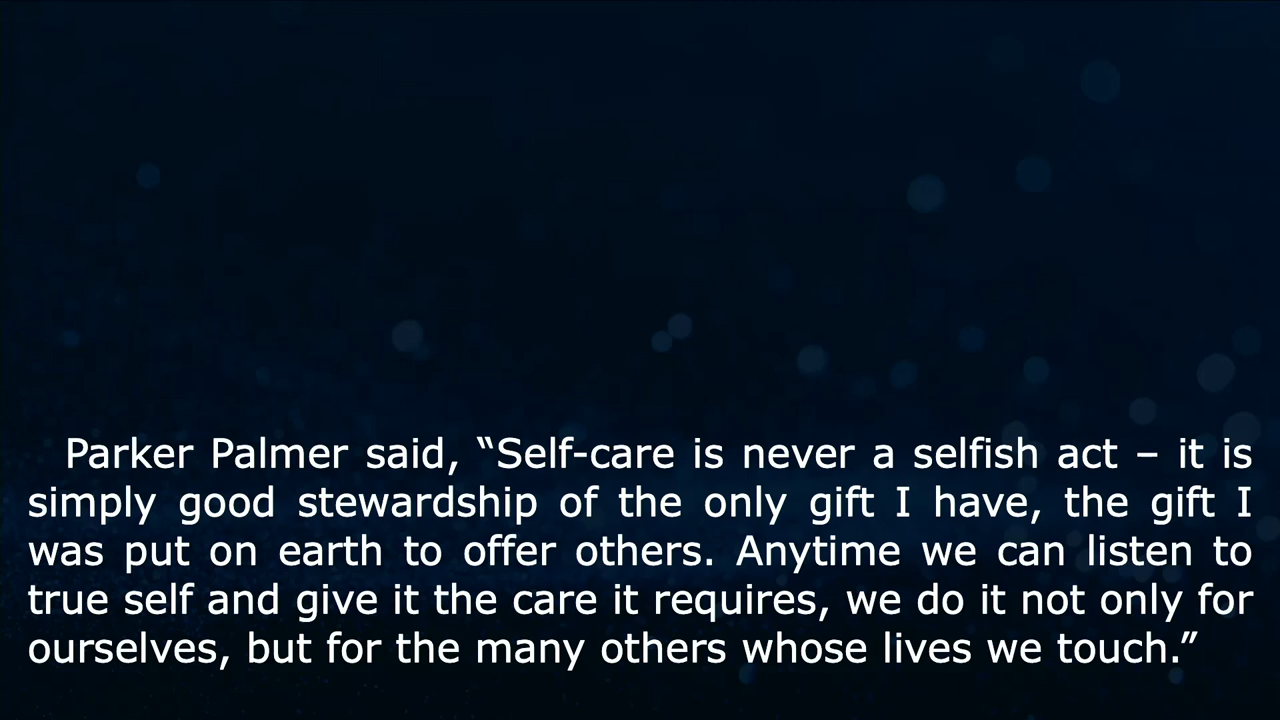 Parker Palmer said, “Self-care is never a selfish act – it is
simply good stewardship of the only gift I have, the gift I
was put on earth to offer others. Anytime we can listen to
true self and give it the care it requires, we do it not only for
ourselves, but for the many others whose lives we touch.”